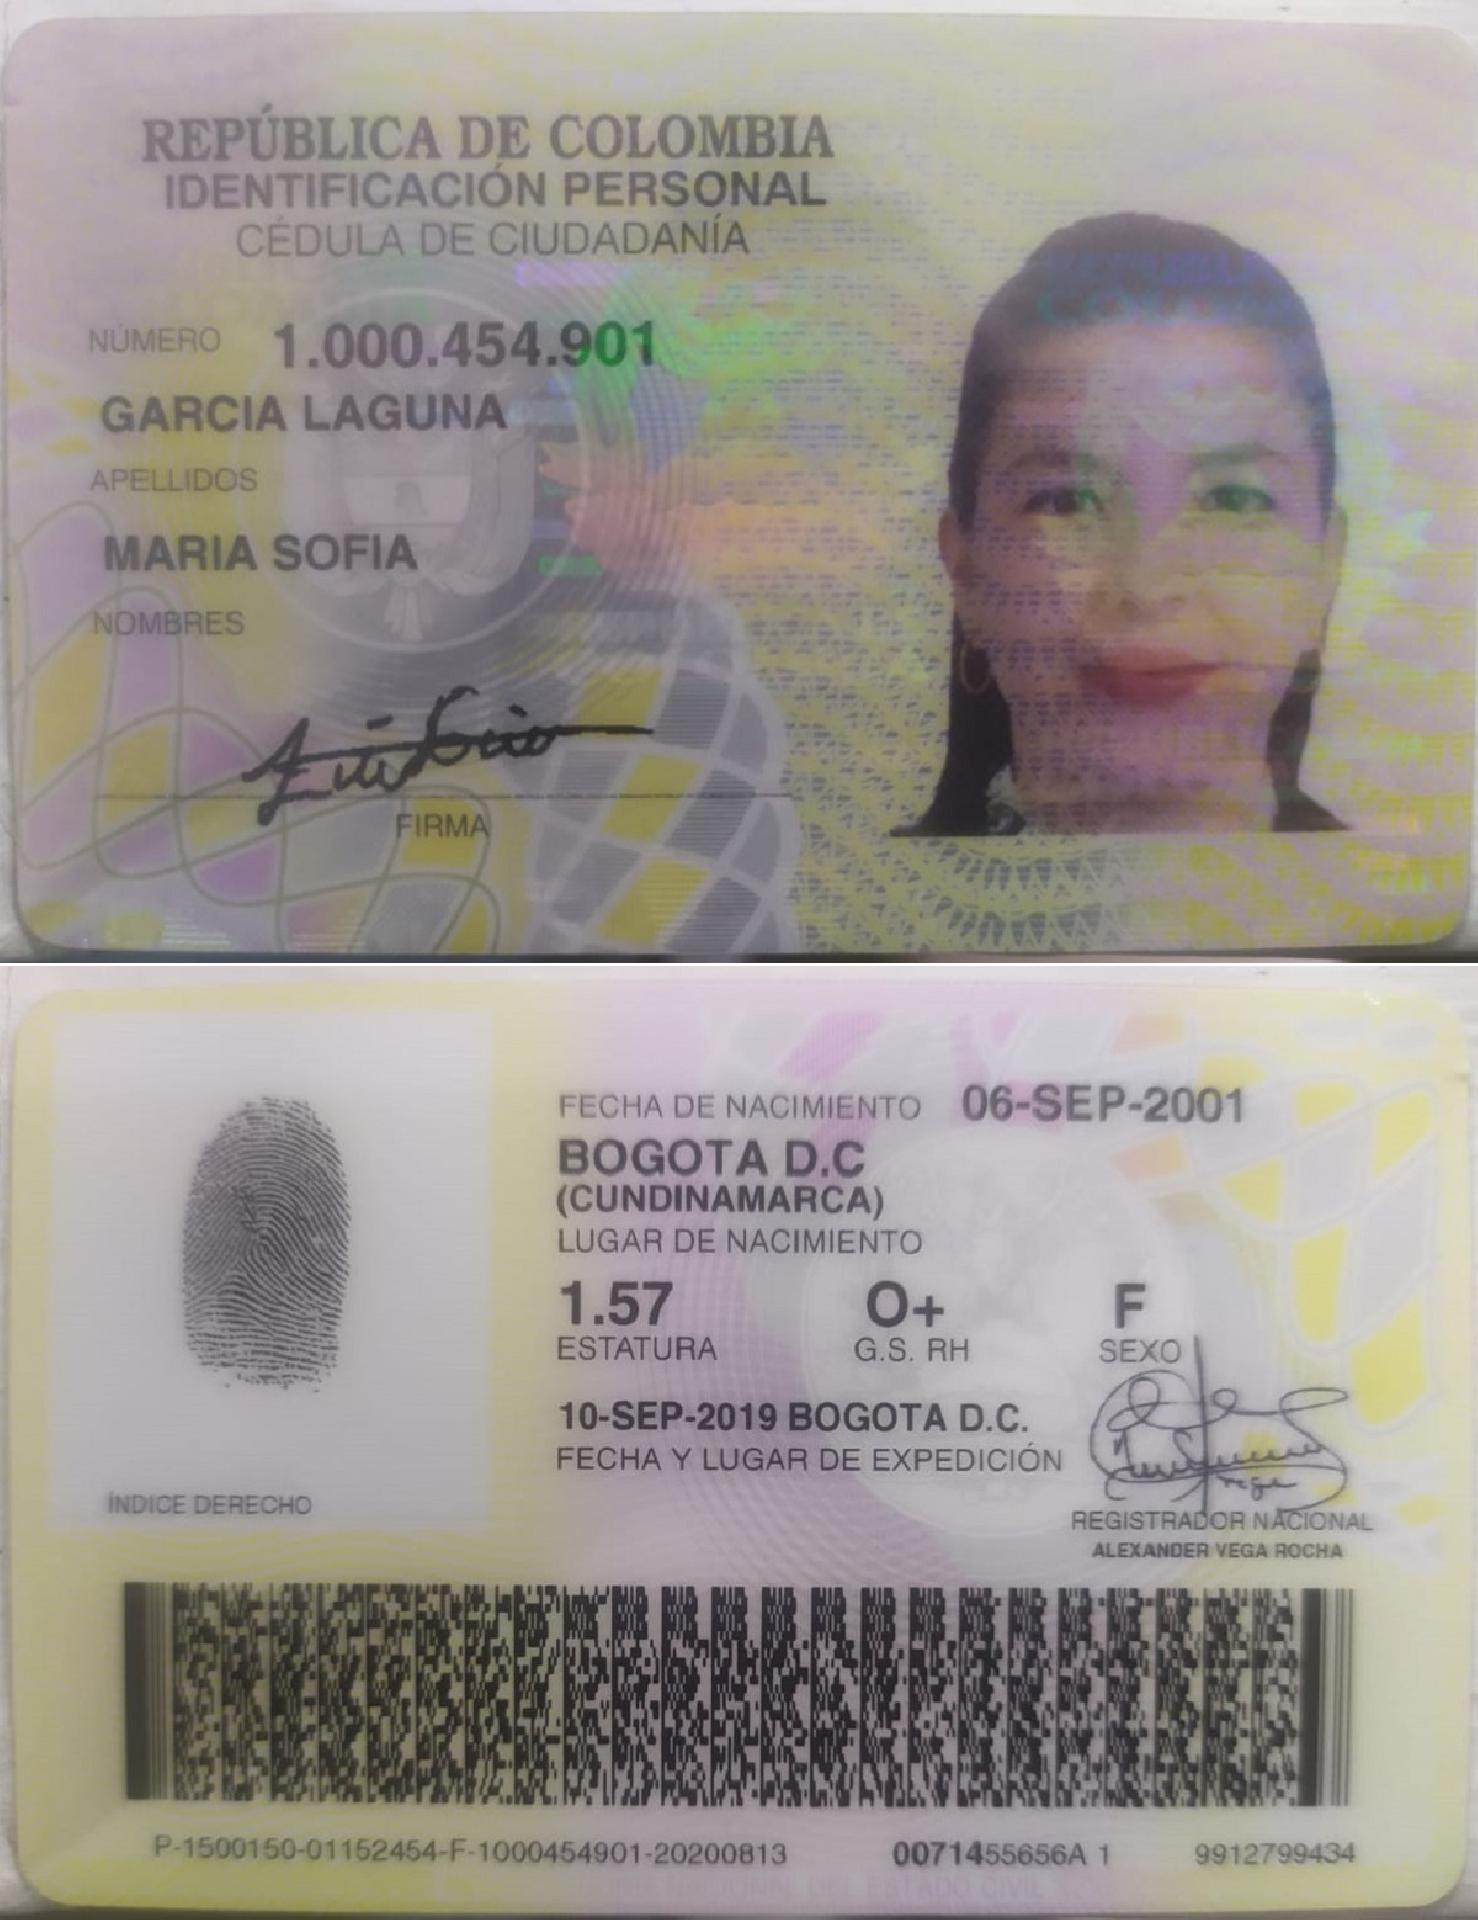 REPÚBLICA DE COLOMBIA
IDENTIFICACIÓN PERSONAL
CÉDULA DE CIUDADANÍA
NÚMERO 1.000.454.901
GARCIA LAGUNA
APELLIDOS
MARIA SOFIA
NOMBRES
FIRMA
FECHA DE NACIMIENTO 06-SEP-2001
BOGOTA D.C
(CUNDINAMARCA)
LUGAR DE NACIMIENTO
1.57 O+ F
ESTATURA G.S. RH SEXO
10-SEP-2019 BOGOTA D.C.
FECHA Y LUGAR DE EXPEDICIÓN
ÍNDICE DERECHO
REGISTRADOR NACIONAL
ALEXANDER VEGA ROCHA
P-1500150-01152454-F-1000454901-20200813 0071455656A 1 9912799434